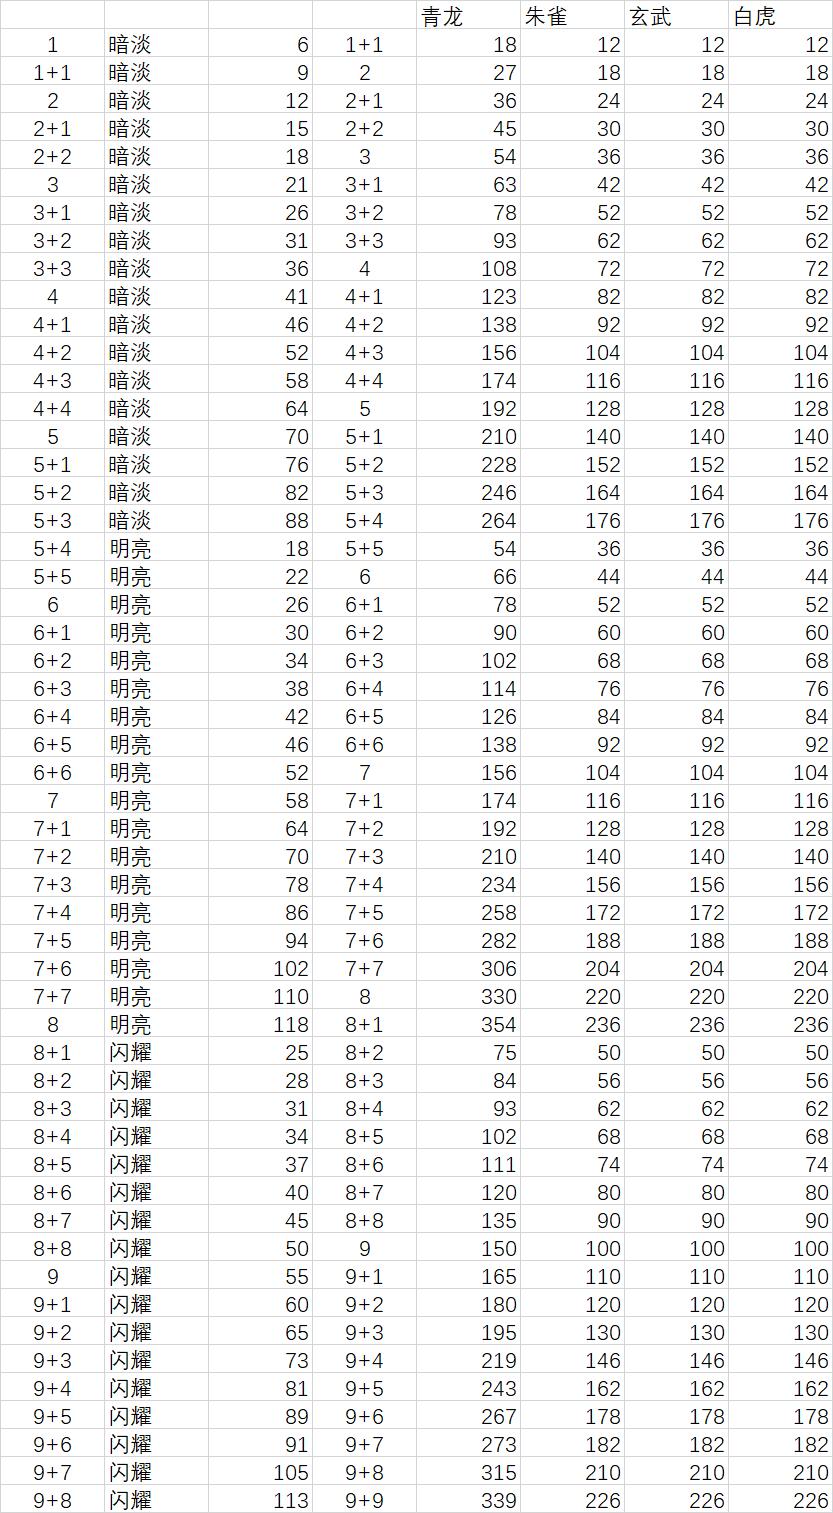 青龙 朱雀 玄武 白虎
1 暗淡 6 1+1 18 12 12 12
1+1 暗淡 9 2 27 18 18 18
2 暗淡 12 2+1 36 24 24 24
2+1 暗淡 15 2+2 45 30 30 30
2+2 暗淡 18 3 54 36 36 36
3 暗淡 21 3+1 63 42 42 42
3+1 暗淡 26 3+2 78 52 52 52
3+2 暗淡 31 3+3 93 62 62 62
3+3 暗淡 36 4 108 72 72 72
4 暗淡 41 4+1 123 82 82 82
4+1 暗淡 46 4+2 138 92 92 92
4+2 暗淡 52 4+3 156 104 104 104
4+3 暗淡 58 4+4 174 116 116 116
4+4 暗淡 64 5 192 128 128 128
5 暗淡 70 5+1 210 140 140 140
5+1 暗淡 76 5+2 228 152 152 152
5+2 暗淡 82 5+3 246 164 164 164
5+3 暗淡 88 5+4 264 176 176 176
5+4 明亮 18 5+5 54 36 36 36
5+5 明亮 22 6 66 44 44 44
6 明亮 26 6+1 78 52 52 52
6+1 明亮 30 6+2 90 60 60 60
6+2 明亮 34 6+3 102 68 68 68
6+3 明亮 38 6+4 114 76 76 76
6+4 明亮 42 6+5 126 84 84 84
6+5 明亮 46 6+6 138 92 92 92
6+6 明亮 52 7 156 104 104 104
7 明亮 58 7+1 174 116 116 116
7+1 明亮 64 7+2 192 128 128 128
7+2 明亮 70 7+3 210 140 140 140
7+3 明亮 78 7+4 234 156 156 156
7+4 明亮 86 7+5 258 172 172 172
7+5 明亮 94 7+6 282 188 188 188
7+6 明亮 102 7+7 306 204 204 204
7+7 明亮 110 8 330 220 220 220
8 明亮 118 8+1 354 236 236 236
8+1 闪耀 25 8+2 75 50 50 50
8+2 闪耀 28 8+3 84 56 56 56
8+3 闪耀 31 8+4 93 62 62 62
8+4 闪耀 34 8+5 102 68 68 68
8+5 闪耀 37 8+6 111 74 74 74
8+6 闪耀 40 8+7 120 80 80 80
8+7 闪耀 45 8+8 135 90 90 90
8+8 闪耀 50 9 150 100 100 100
9 闪耀 55 9+1 165 110 110 110
9+1 闪耀 60 9+2 180 120 120 120
9+2 闪耀 65 9+3 195 130 130 130
9+3 闪耀 73 9+4 219 146 146 146
9+4 闪耀 81 9+5 243 162 162 162
9+5 闪耀 89 9+6 267 178 178 178
9+6 闪耀 91 9+7 273 182 182 182
9+7 闪耀 105 9+8 315 210 210 210
9+8 闪耀 113 9+9 339 226 226 226